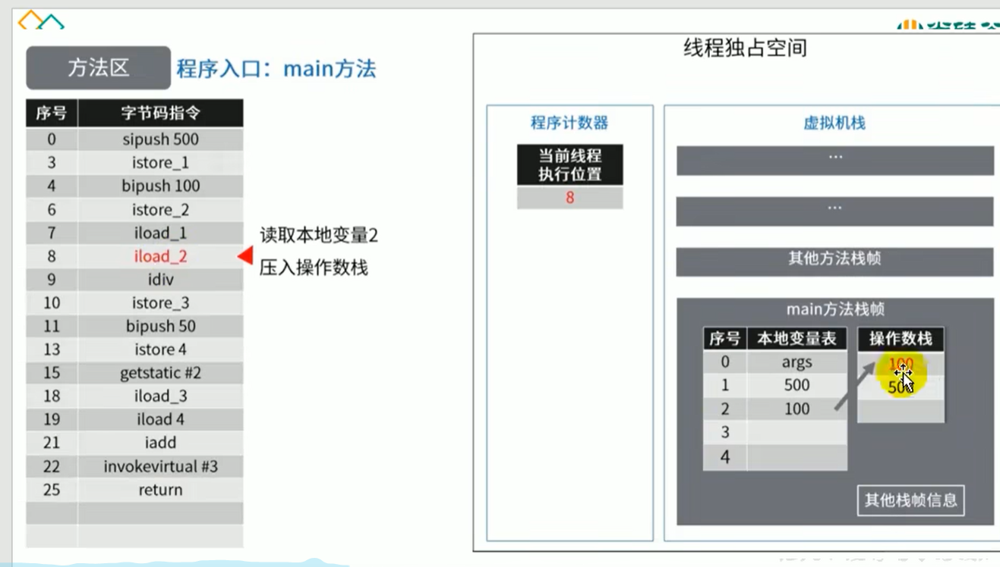 方法区 程序入口：main方法
序号 字节码指令
0 sipush 500
3 istore_1
4 bipush 100
6 istore_2
7 iload_1
8 iload_2
9 idiv
10 istore_3
11 bipush 50
13 istore 4
15 getstatic #2
18 iload_3
19 iload 4
21 iadd
22 invokevirtual #3
25 return
读取本地变量2
压入操作数栈
线程独占空间
程序计数器
当前线程
执行位置
8
虚拟机栈
...
...
其他方法栈帧
main方法栈帧
序号 本地变量表 操作数栈
0 args 100
1 500 500
2 100
3
4
其他栈帧信息